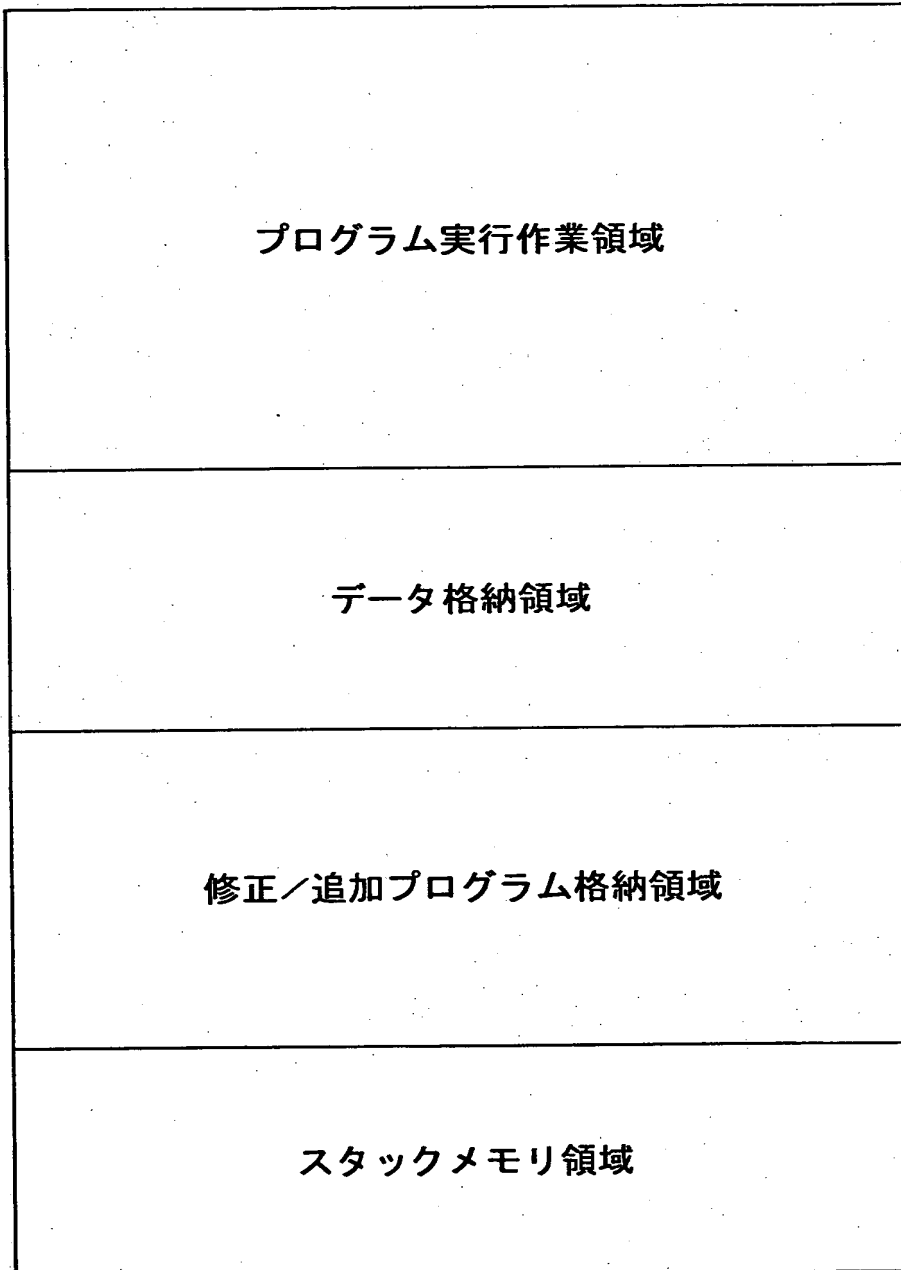 プログラム実行作業領域
データ格納領域
修正／追加プログラム格納領域
スタックメモリ領域